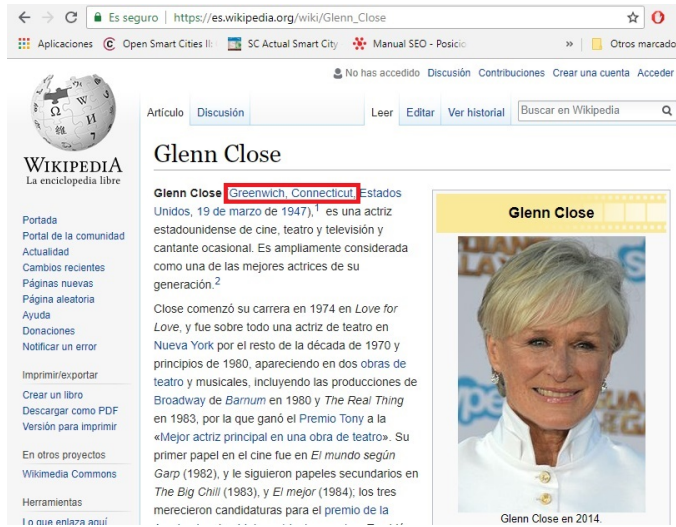 Es seguro | https://es.wikipedia.org/wiki/Glenn_Close
Aplicaciones Open Smart Cities II: SC Actual Smart City Manual SEO - Posicio » Otros marcado
No has accedido Discusión Contribuciones Crear una cuenta Acceder
Artículo Discusión Leer Editar Ver historial Buscar en Wikipedia
WIKIPEDIA
La enciclopedia libre
Portada
Portal de la comunidad
Actualidad
Cambios recientes
Páginas nuevas
Página aleatoria
Ayuda
Donaciones
Notificar un error
Imprimir/exportar
Crear un libro
Descargar como PDF
Versión para imprimir
En otros proyectos
Wikimedia Commons
Herramientas
Lo que enlaza aquí
Glenn Close
Glenn Close Greenwich, Connecticut, Estados
Unidos, 19 de marzo de 1947),1 es una actriz
estadounidense de cine, teatro y televisión y
cantante ocasional. Es ampliamente considerada
como una de las mejores actrices de su
generación.2
Close comenzó su carrera en 1974 en Love for
Love, y fue sobre todo una actriz de teatro en
Nueva York por el resto de la década de 1970 y
principios de 1980, apareciendo en dos obras de
teatro y musicales, incluyendo las producciones de
Broadway de Barnum en 1980 y The Real Thing
en 1983, por la que ganó el Premio Tony a la
«Mejor actriz principal en una obra de teatro». Su
primer papel en el cine fue en El mundo según
Garp (1982), y le siguieron papeles secundarios en
The Big Chill (1983), y El mejor (1984); los tres
merecieron candidaturas para el premio de la
Glenn Close
Glenn Close en 2014.